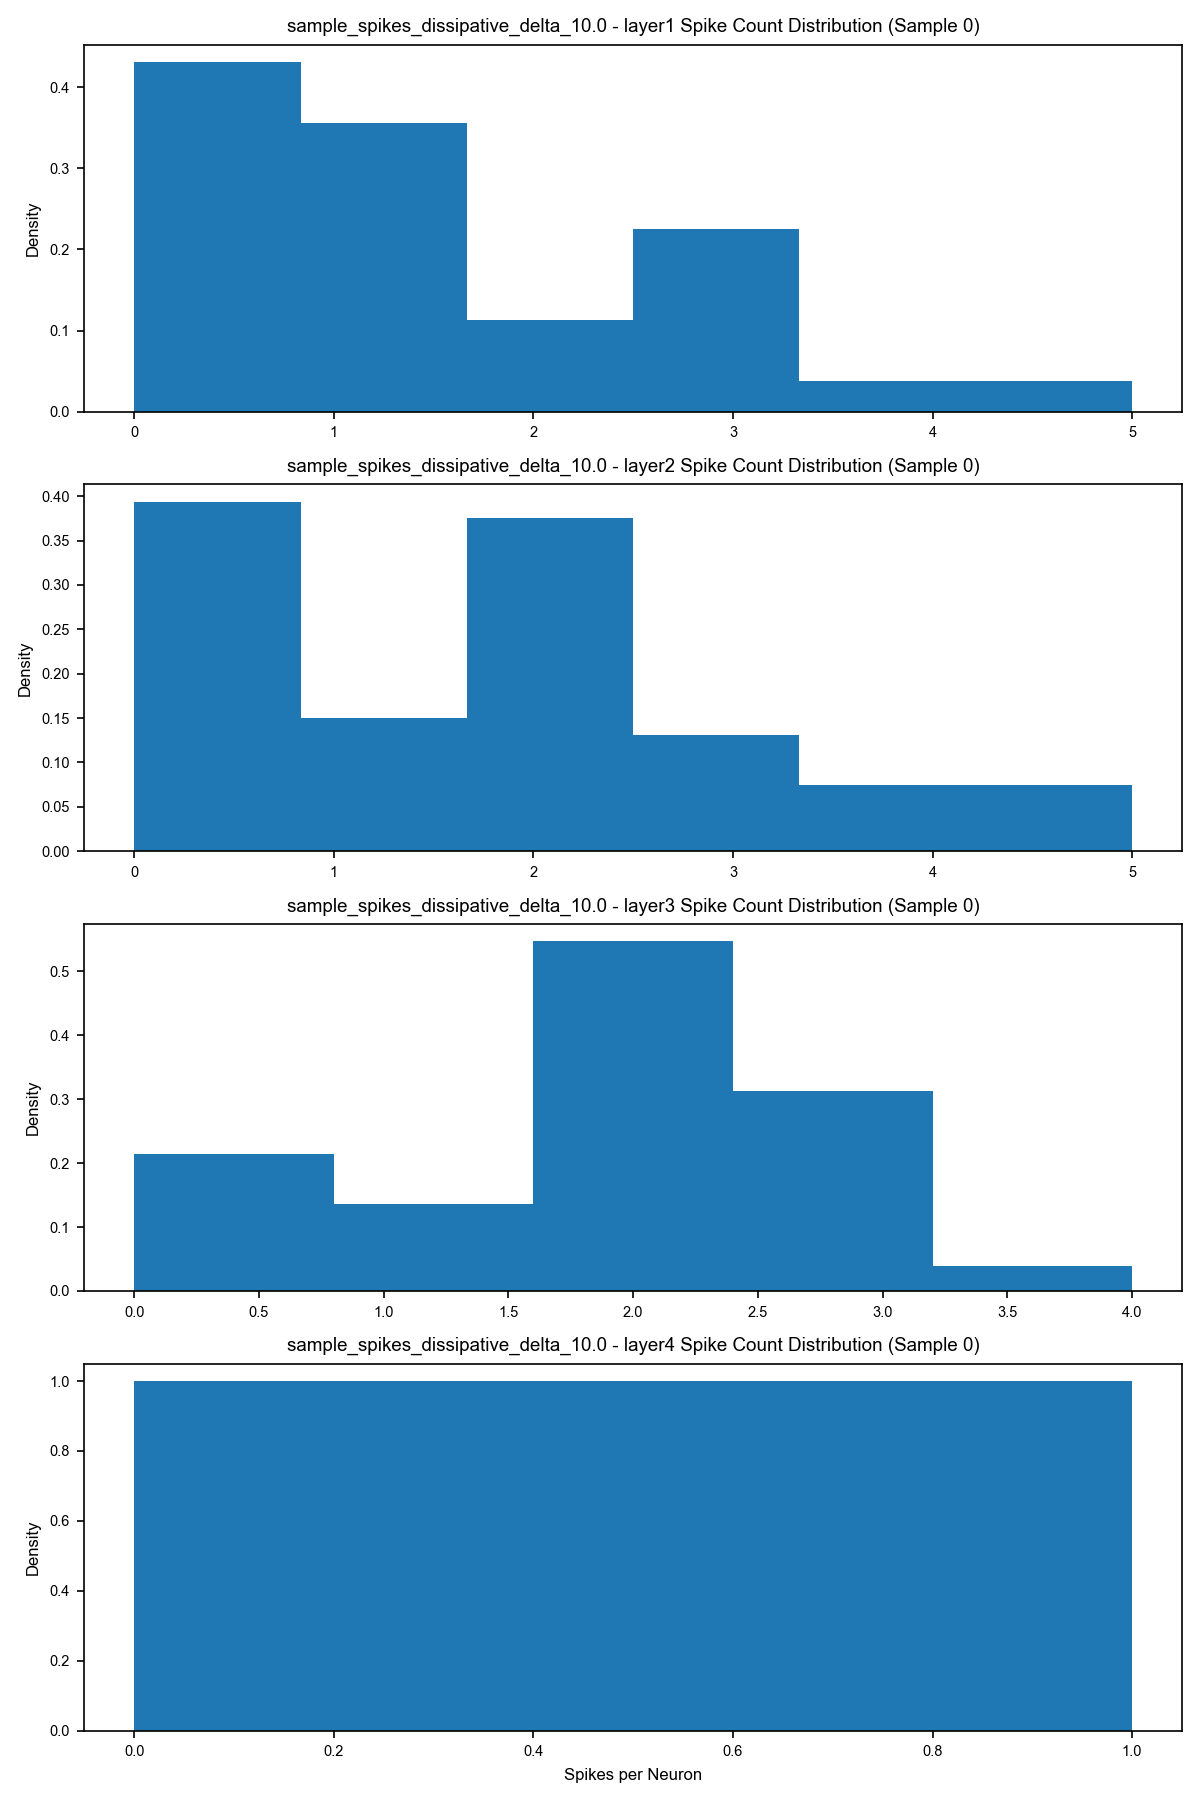 sample_spikes_dissipative_delta_10.0 - layer1 Spike Count Distribution (Sample 0)
0.4
0.3
0.2
0.1
0.0
Density
0 1 2 3 4 5
sample_spikes_dissipative_delta_10.0 - layer2 Spike Count Distribution (Sample 0)
0.40
0.35
0.30
0.25
0.20
0.15
0.10
0.05
0.00
Density
0 1 2 3 4 5
sample_spikes_dissipative_delta_10.0 - layer3 Spike Count Distribution (Sample 0)
0.5
0.4
0.3
0.2
0.1
0.0
Density
0.0 0.5 1.0 1.5 2.0 2.5 3.0 3.5 4.0
sample_spikes_dissipative_delta_10.0 - layer4 Spike Count Distribution (Sample 0)
1.0
0.8
0.6
0.4
0.2
0.0
Density
0.0 0.2 0.4 0.6 0.8 1.0
Spikes per Neuron